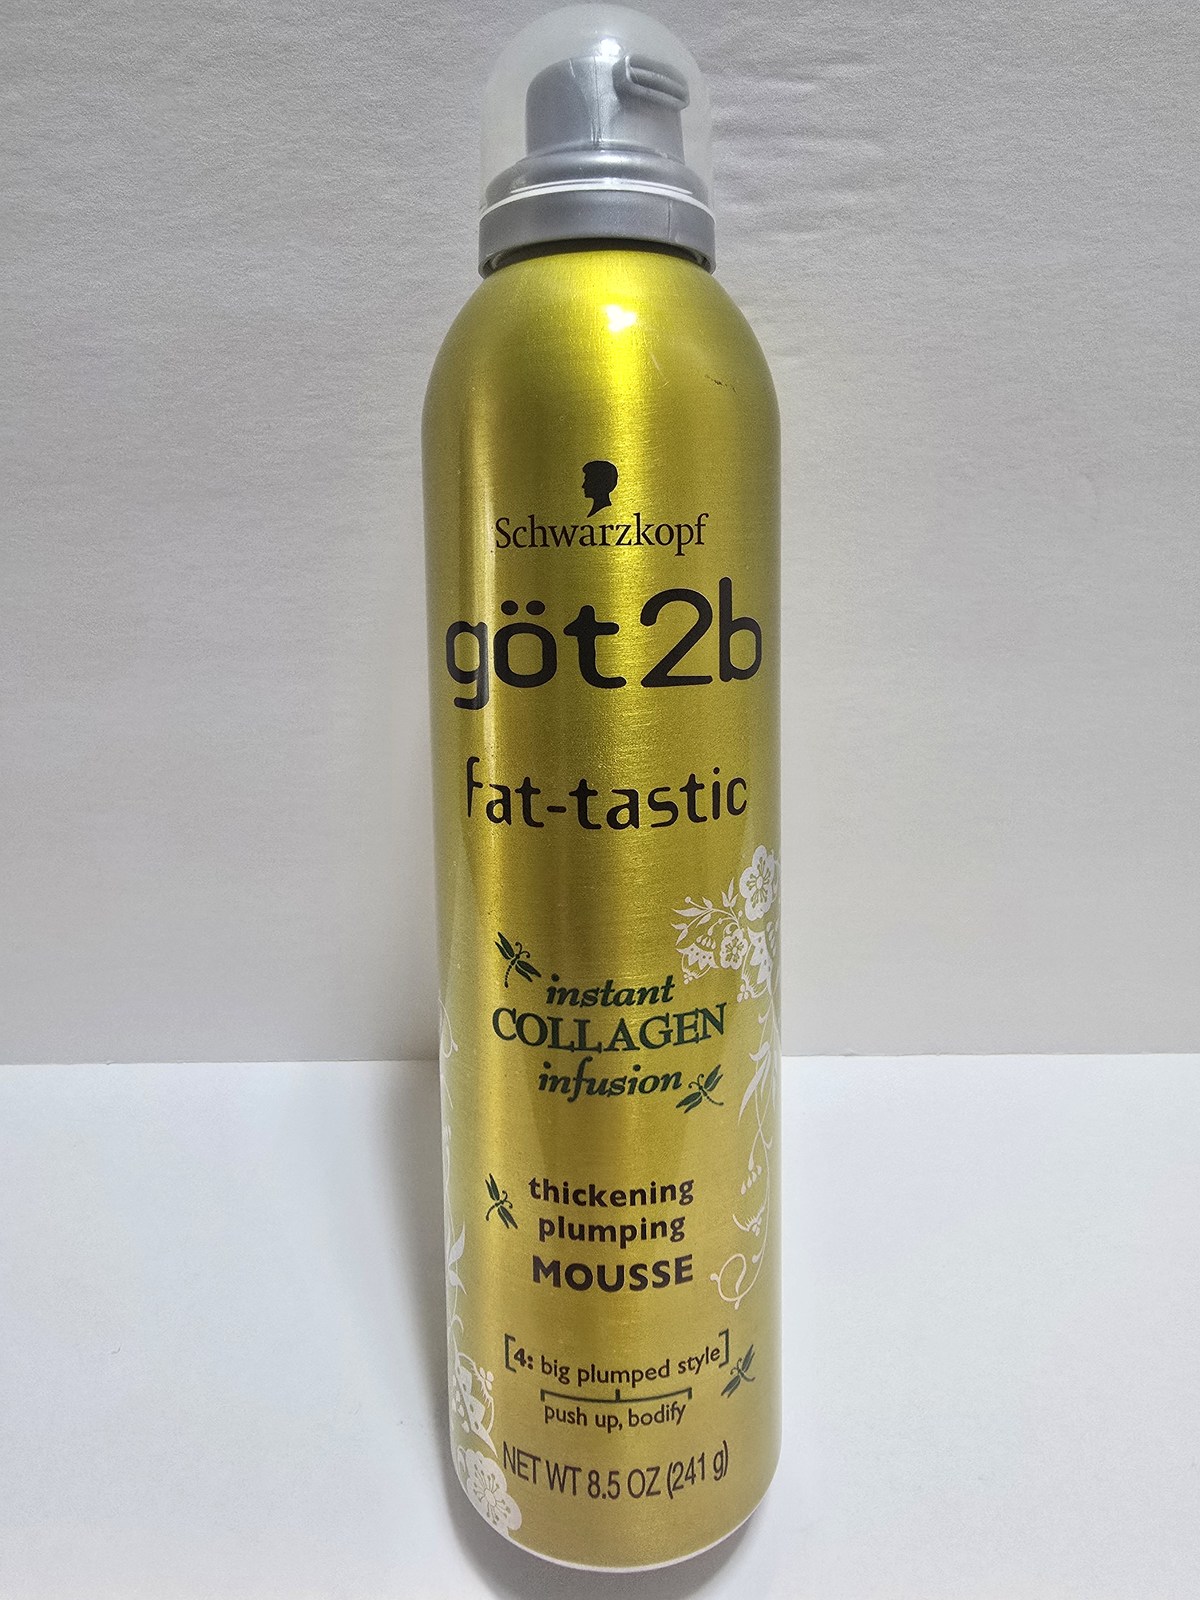 Schwarzkopf
göt2b
fat-tastic
instant
COLLAGEN
infusion
thickening
plumping
MOUSSE
[4: big plumped style]
push up, bodify
NET WT 8.5 OZ (241 g)